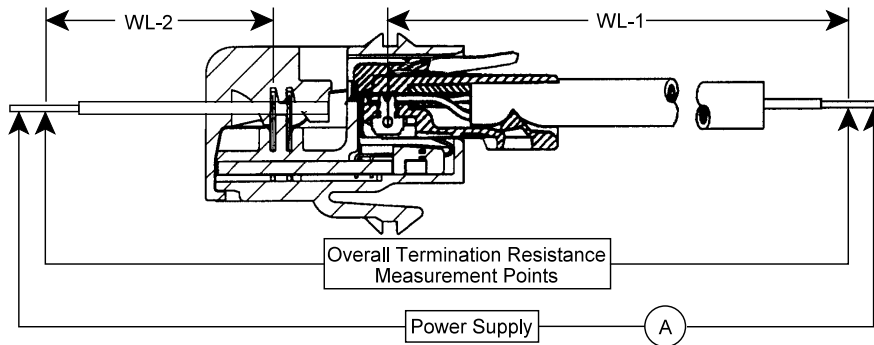 WL-2
WL-1
Overall Termination Resistance
Measurement Points
Power Supply
A